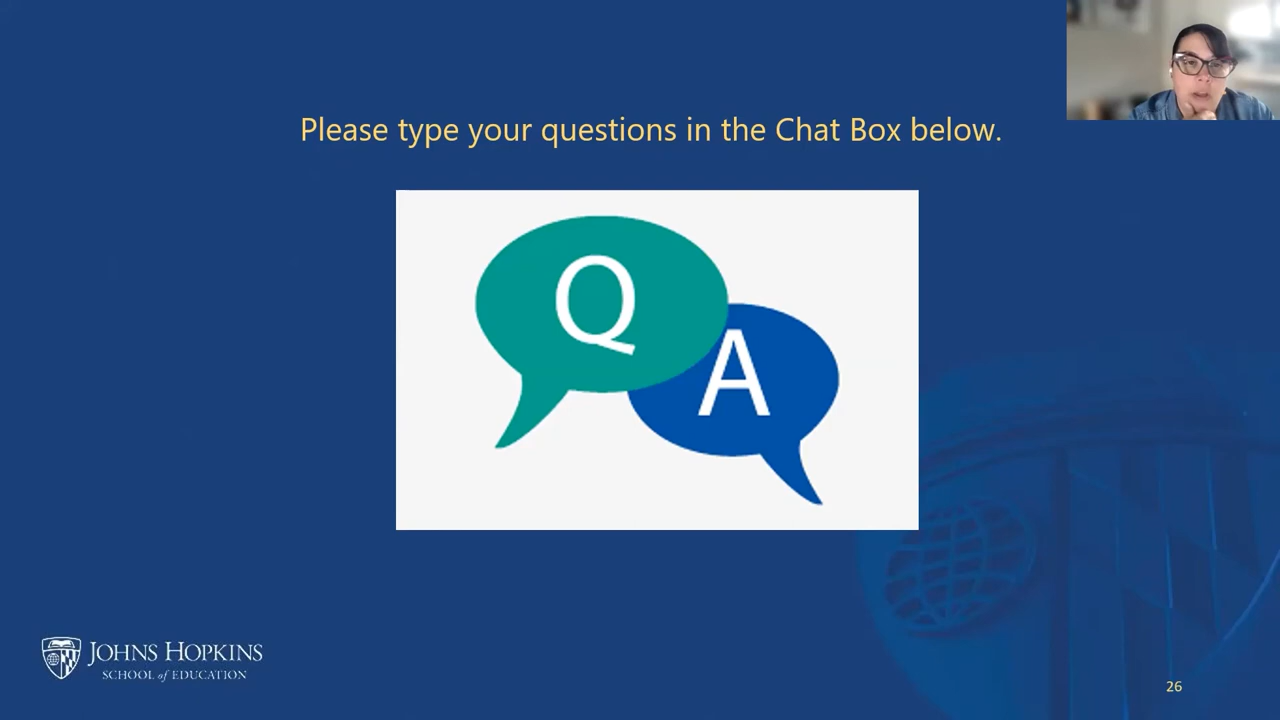 Please type your questions in the Chat Box below.
Q
A
JOHNS HOPKINS
SCHOOL of EDUCATION
26